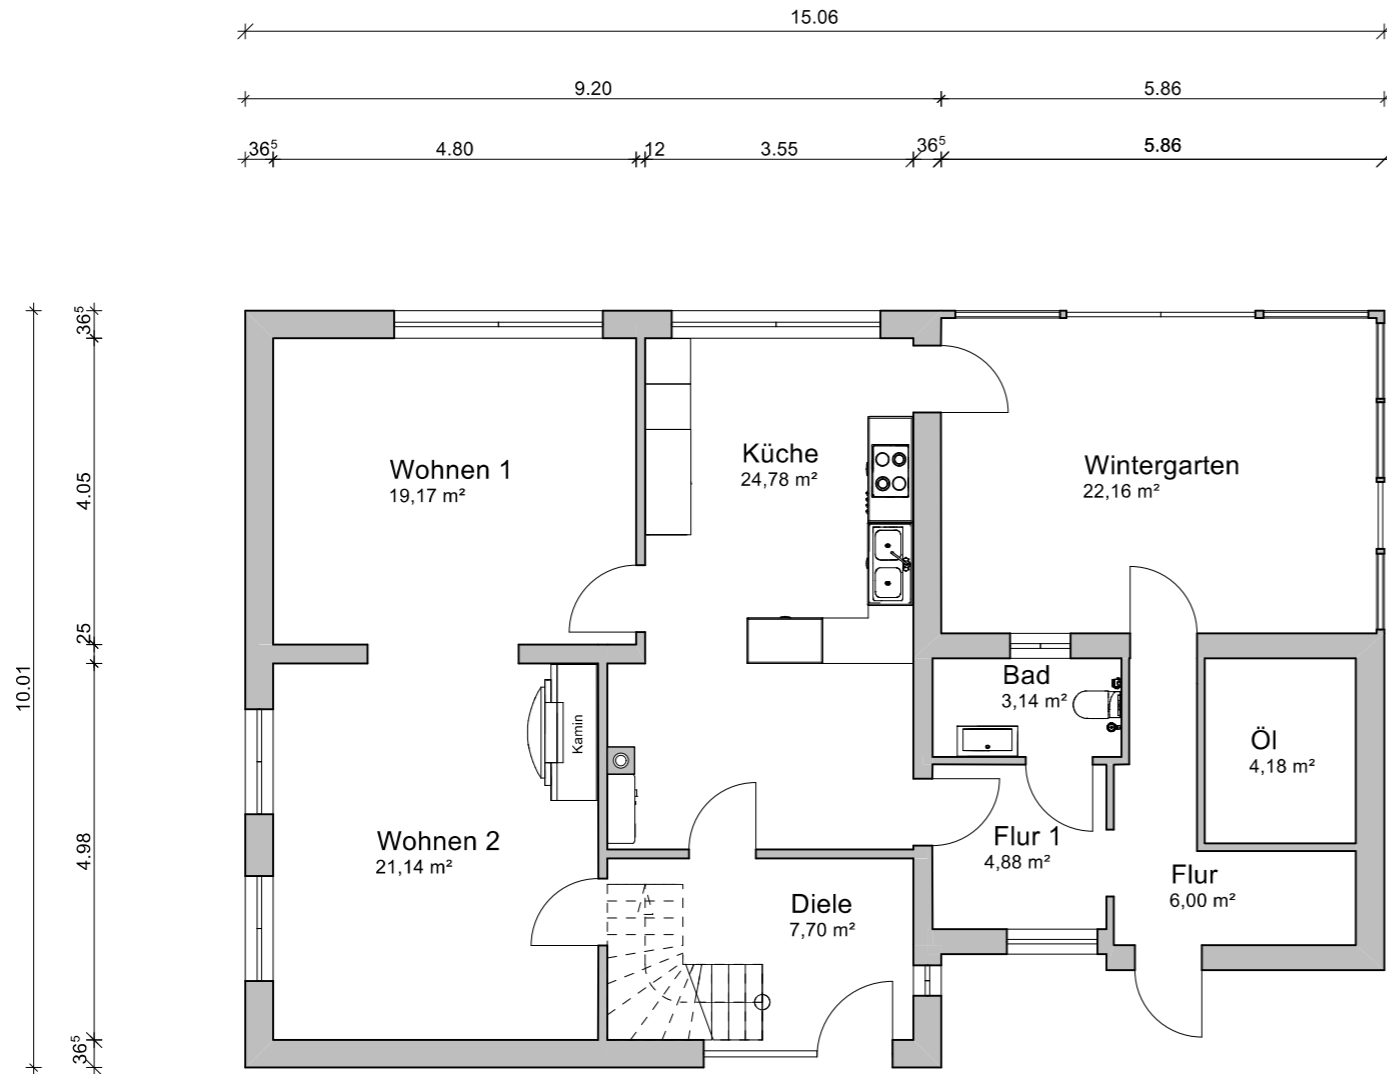 15.06
9.20
5.86
36⁵
4.80
12
3.55
36⁵
5.86
36⁵
4.05
25
4.98
36⁵
10.01
Wohnen 1
19,17 m²
Küche
24,78 m²
Wintergarten
22,16 m²
Bad
3,14 m²
Öl
4,18 m²
Kamin
Wohnen 2
21,14 m²
Flur 1
4,88 m²
Flur
6,00 m²
Diele
7,70 m²